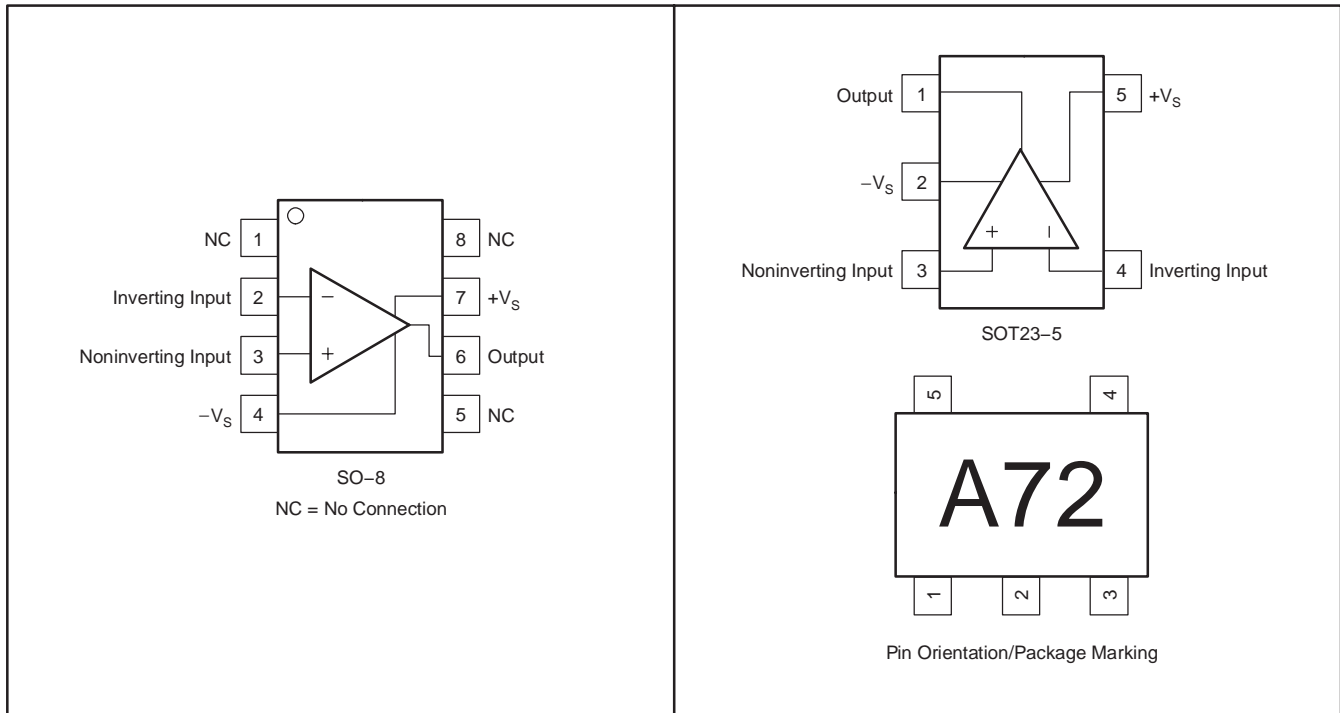 NC 1
8 NC
Inverting Input 2 −
7 +VS
Noninverting Input 3 +
6 Output
−VS 4
5 NC
SO−8
NC = No Connection
Output 1
5 +VS
−VS 2
+ −
Noninverting Input 3
4 Inverting Input
SOT23−5
5 4
A72
1 2 3
Pin Orientation/Package Marking